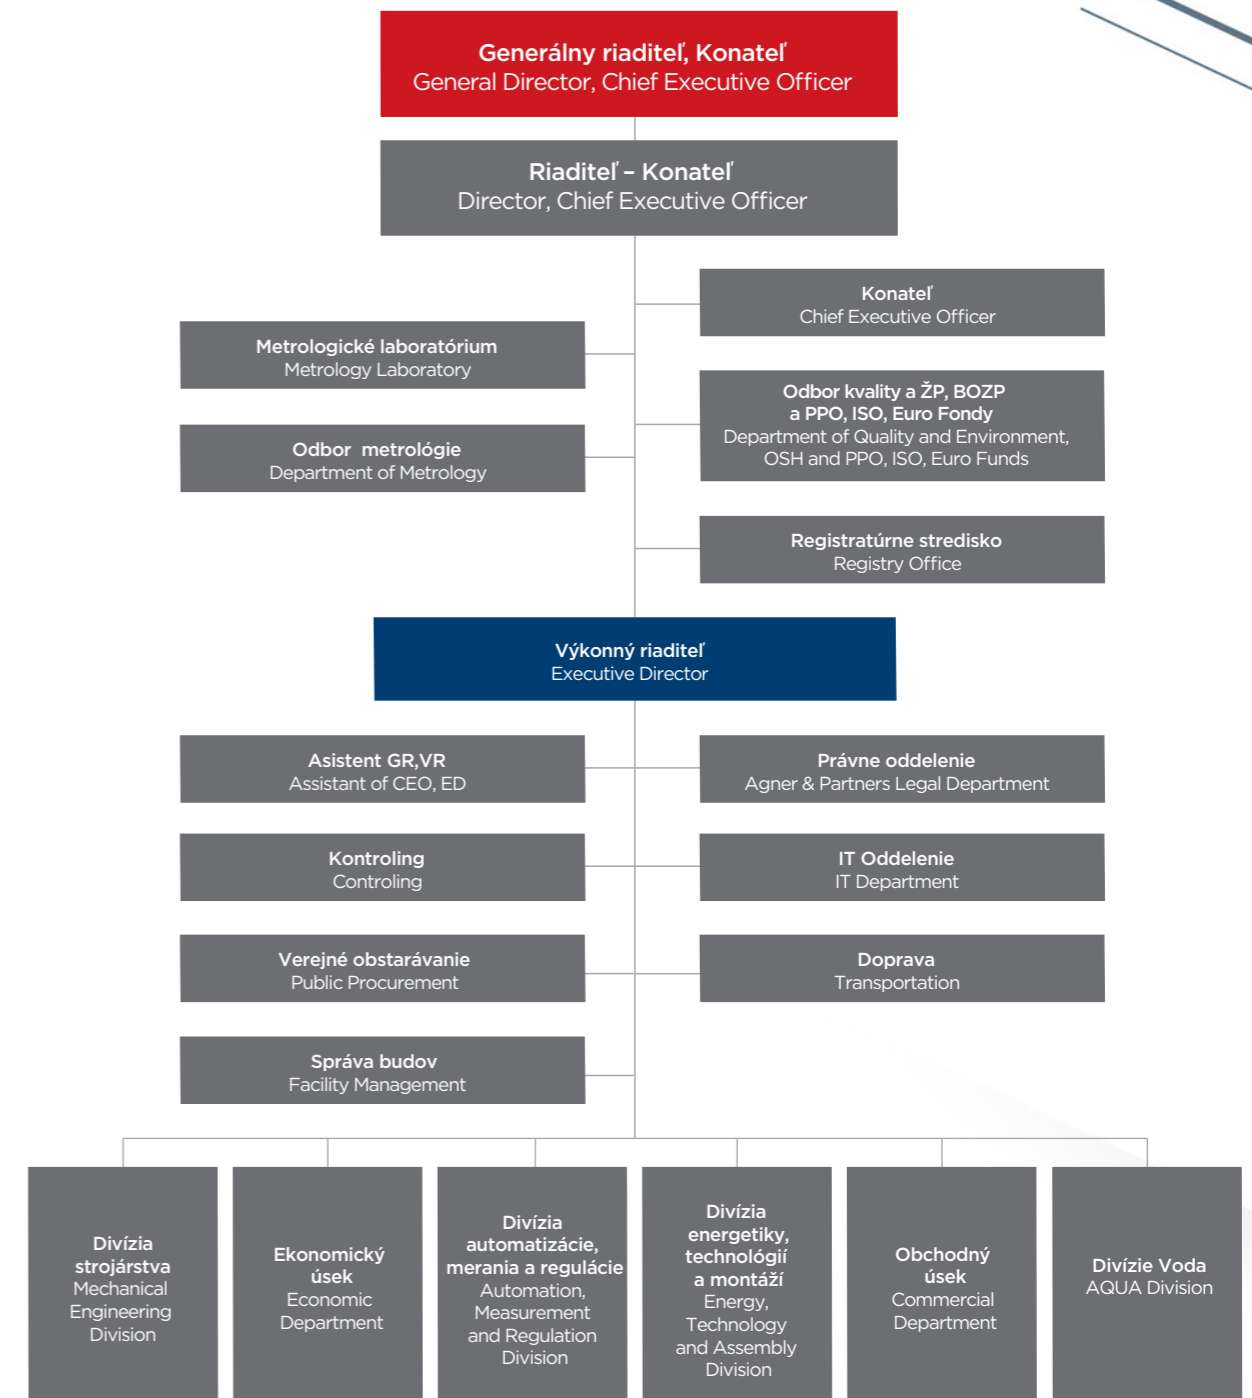 Generálny riaditeľ, Konateľ
General Director, Chief Executive Officer
Riaditeľ – Konateľ
Director, Chief Executive Officer
Konateľ
Chief Executive Officer
Metrologické laboratórium
Metrology Laboratory
Odbor kvality a ŽP, BOZP
a PPO, ISO, Euro Fondy
Department of Quality and Environment,
OSH and PPO, ISO, Euro Funds
Odbor metrológie
Department of Metrology
Registratúrne stredisko
Registry Office
Výkonný riaditeľ
Executive Director
Asistent GR,VR
Assistant of CEO, ED
Právne oddelenie
Agner & Partners Legal Department
Kontroling
Controling
IT Oddelenie
IT Department
Verejné obstarávanie
Public Procurement
Doprava
Transportation
Správa budov
Facility Management
Divízia
strojárstva
Mechanical
Engineering
Division
Ekonomický
úsek
Economic
Department
Divízia
automatizácie,
merania a regulácie
Automation,
Measurement
and Regulation
Division
Divízia
energetiky,
technológií
a montáží
Energy,
Technology
and Assembly
Division
Obchodný
úsek
Commercial
Department
Divízie Voda
AQUA Division